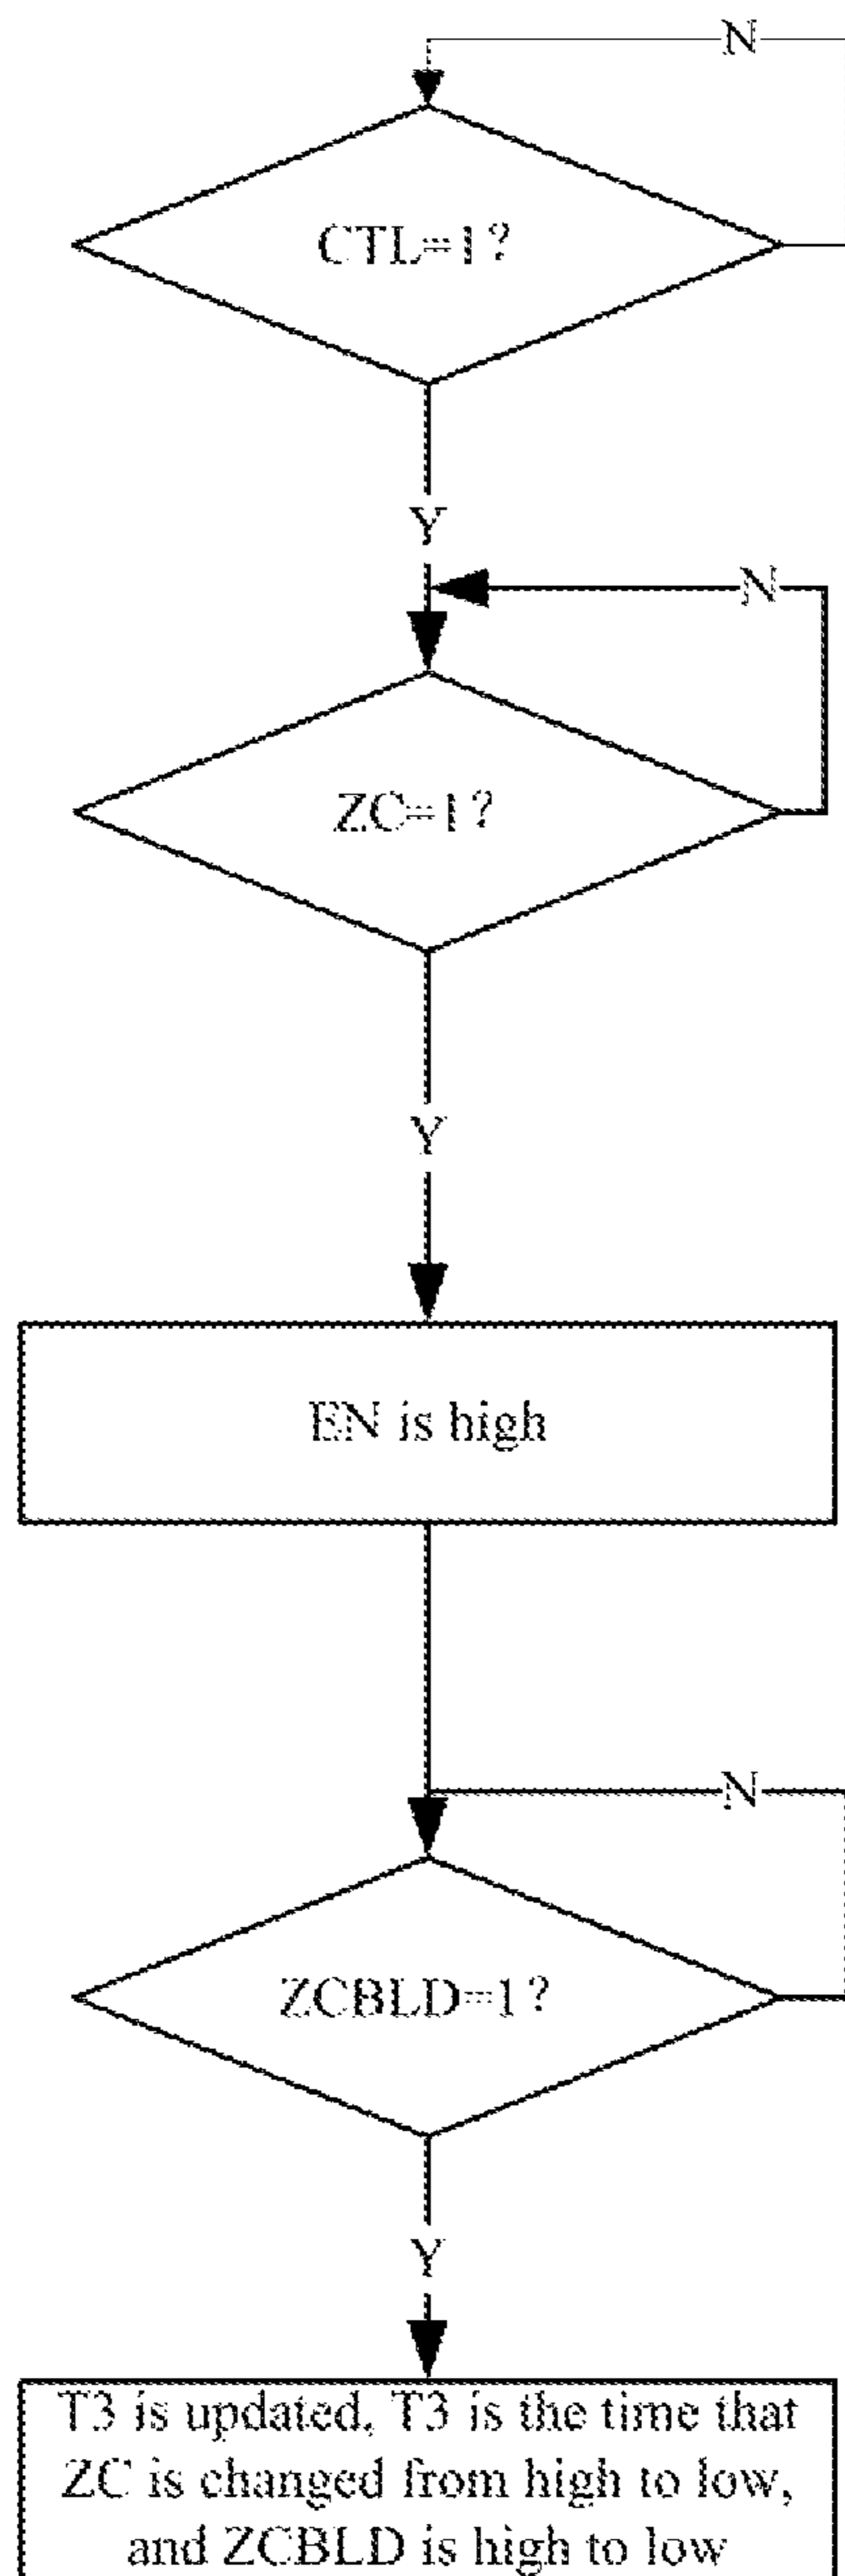 N
CTL=1?
Y
N
ZC=1?
Y
EN is high
N
ZCBLD=1?
Y
T3 is updated, T3 is the time that
ZC is changed from high to low,
and ZCBLD is high to low